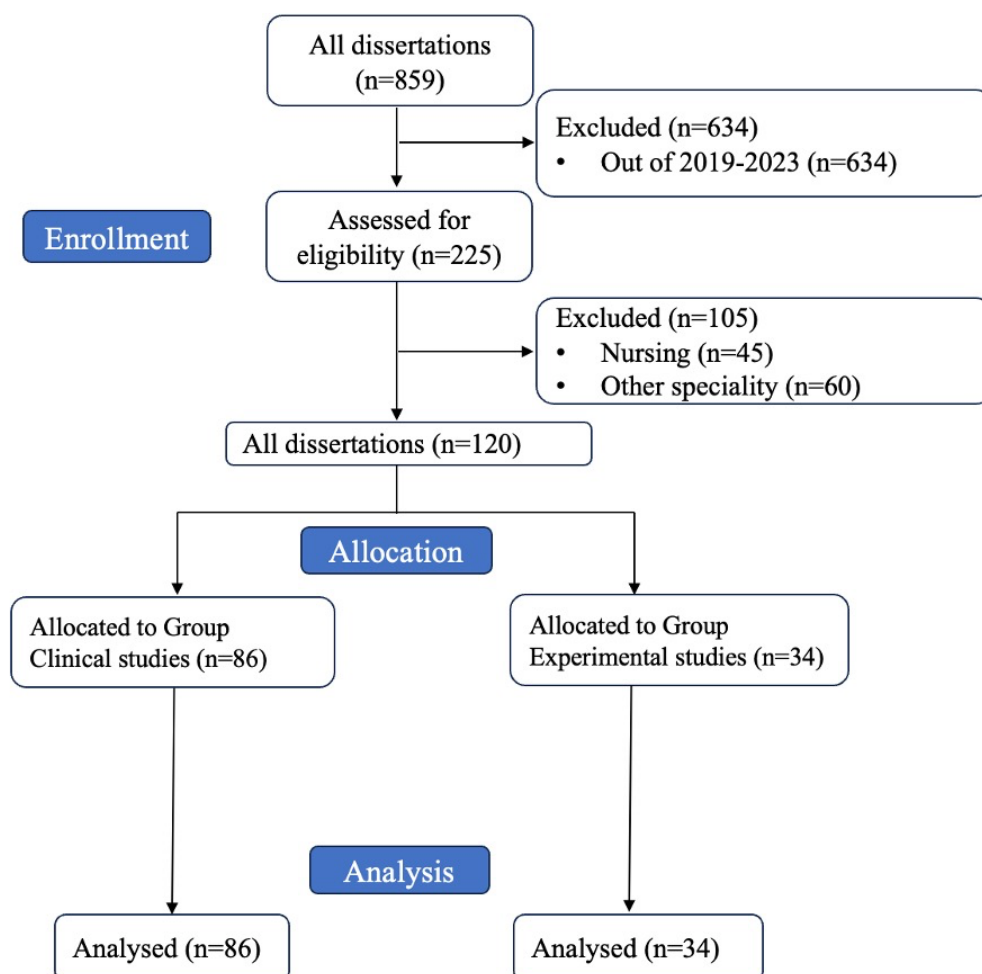 All dissertations
(n=859)
Excluded (n=634)
• Out of 2019-2023 (n=634)
Enrollment
Assessed for
eligibility (n=225)
Excluded (n=105)
• Nursing (n=45)
• Other speciality (n=60)
All dissertations (n=120)
Allocation
Allocated to Group
Clinical studies (n=86)
Allocated to Group
Experimental studies (n=34)
Analysis
Analysed (n=86)
Analysed (n=34)